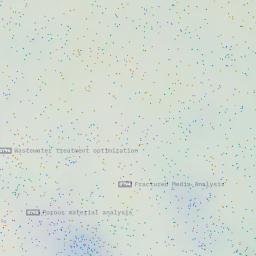 Wastewater treatment optimization
Fractured Media Analysis
Porous material analysis